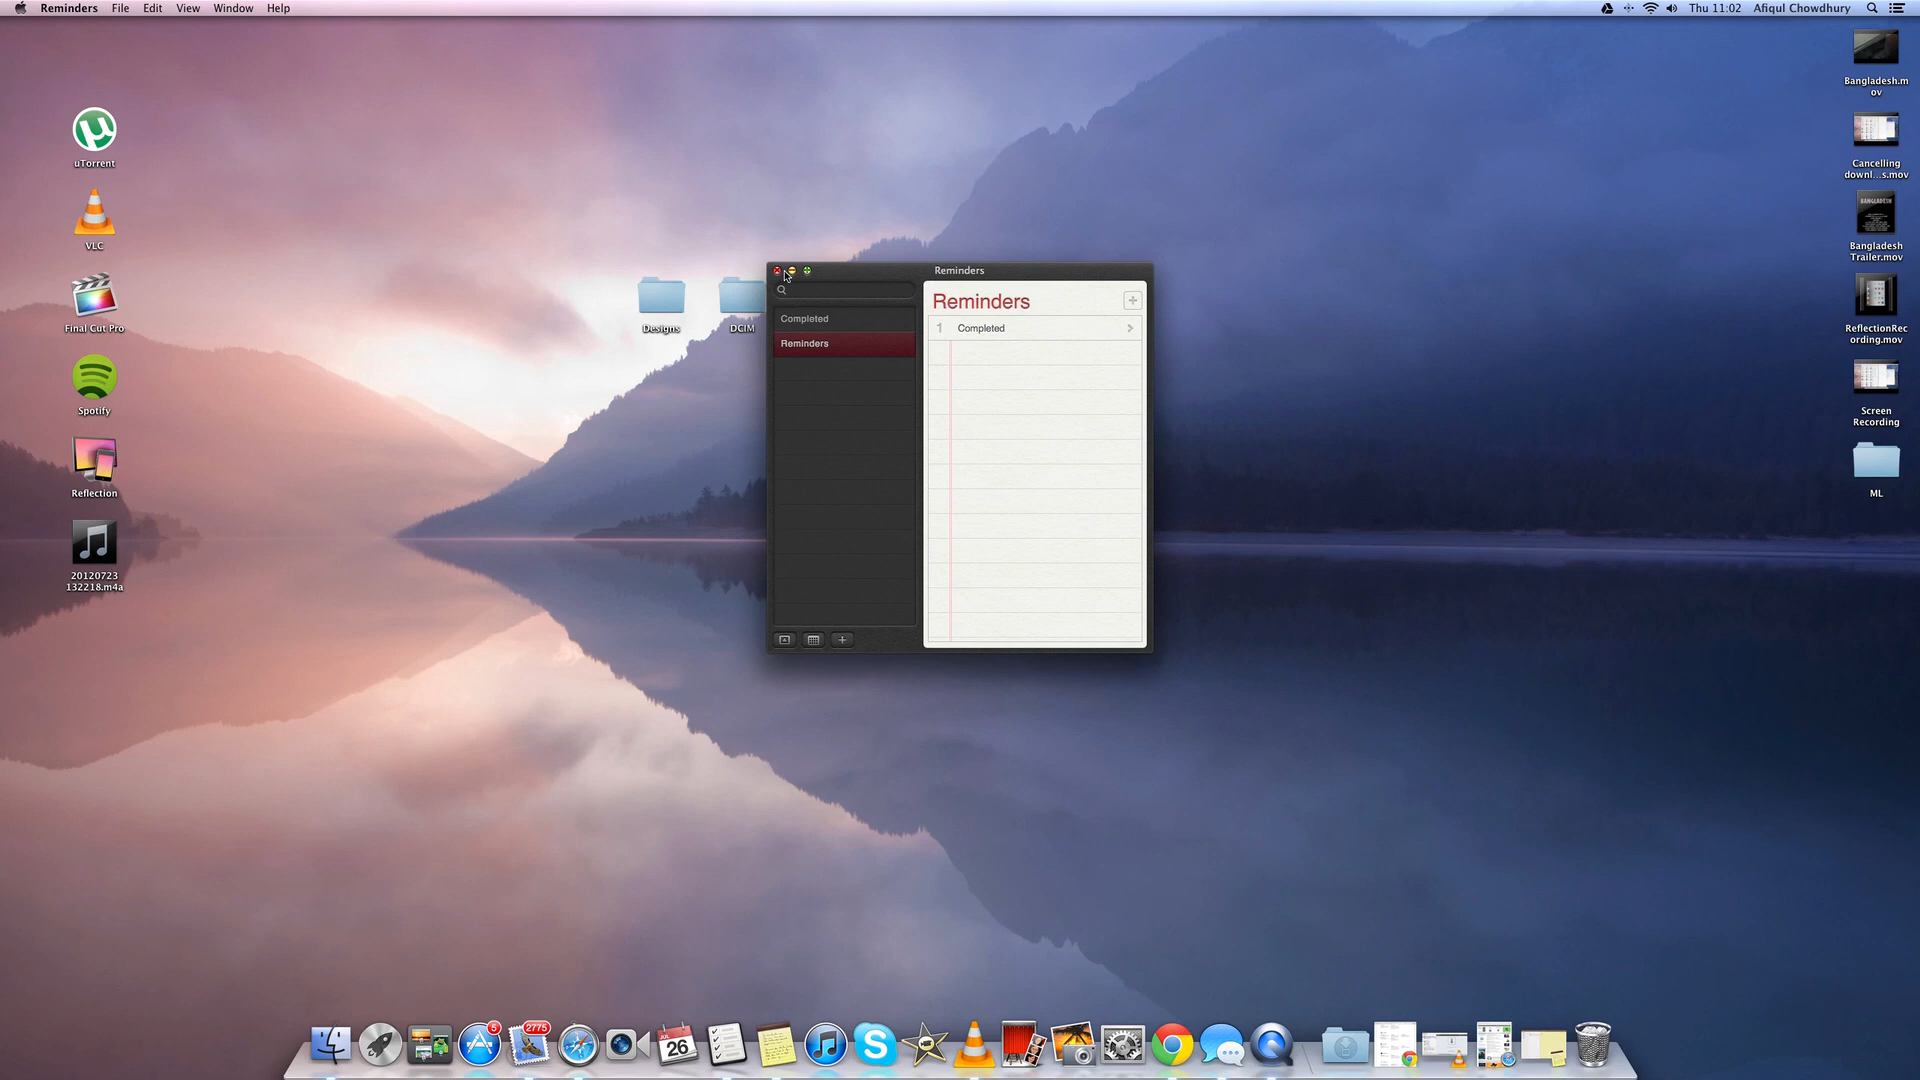 Reminders File Edit View Window Help
Thu 11:02 Afiqul Chowdhury
uTorrent
VLC
Final Cut Pro
Spotify
Reflection
20120723
132218.m4a
Designs
DCIM
Reminders
Completed
Reminders
Reminders
1 Completed
Bangladesh.m
ov
Cancelling
downl...s.mov
BANGLADESH
Bangladesh
Trailer.mov
ReflectionRec
ording.mov
Screen
Recording
ML
5
2775
JUL
26